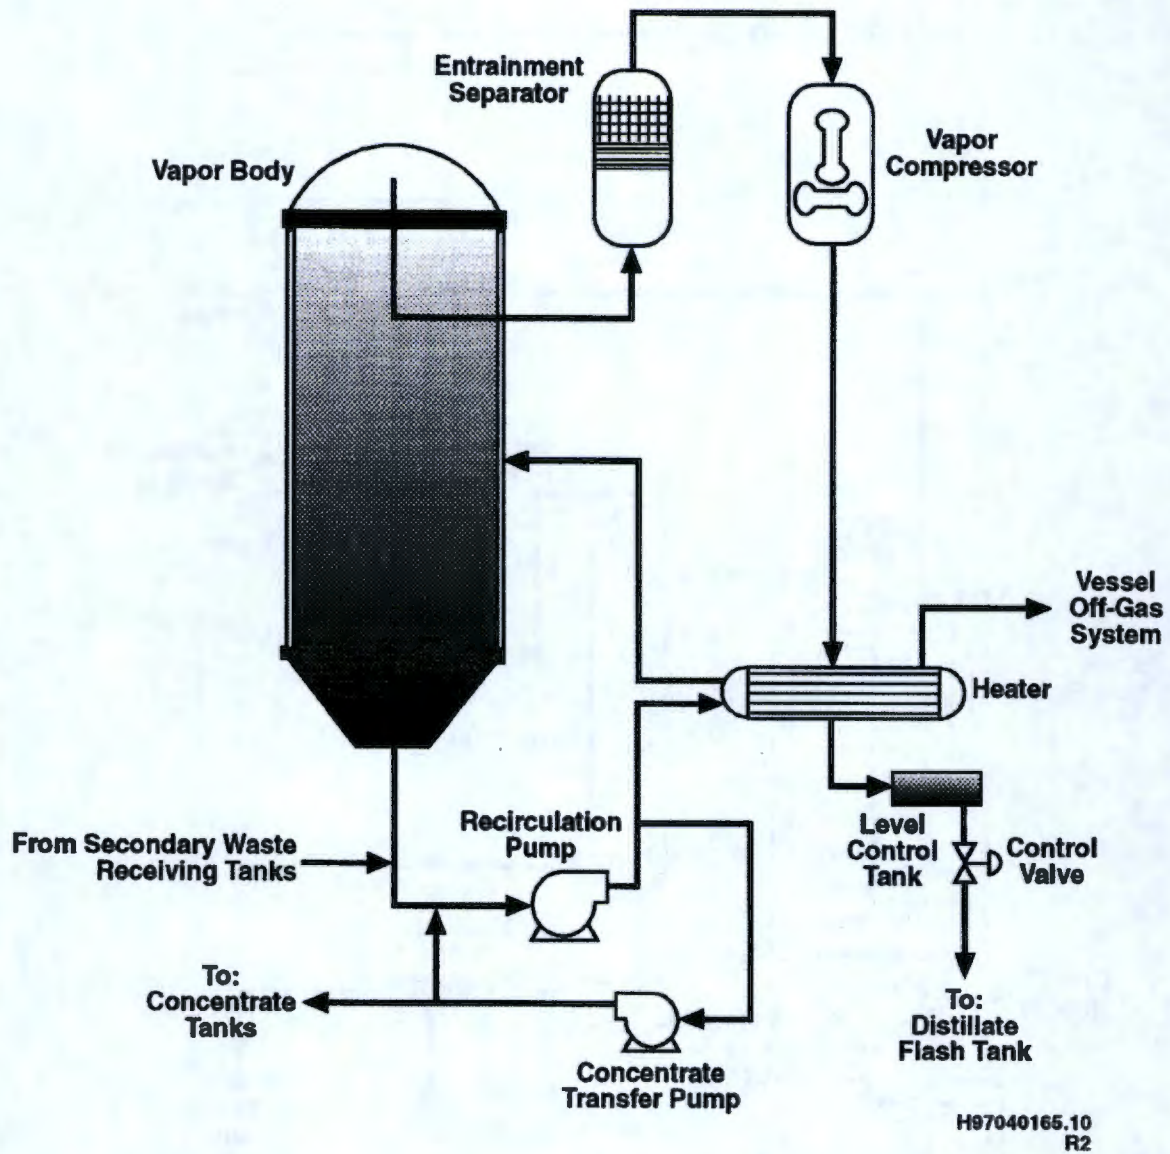 Entrainment
Separator
Vapor
Compressor
Vapor Body
Vessel
Off-Gas
System
Heater
Recirculation
Pump
Level
Control
Tank
Control
Valve
From Secondary Waste
Receiving Tanks
To:
Concentrate
Tanks
To:
Distillate
Flash Tank
Concentrate
Transfer Pump
H97040165.10
R2